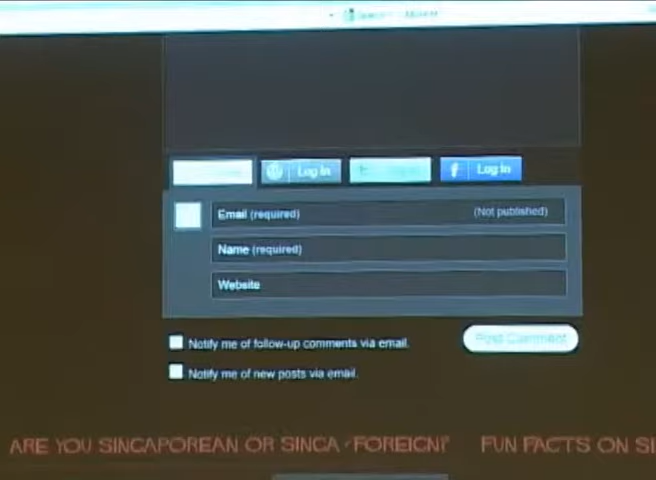 Log In
Log In
Email (required) (Not published)
Name (required)
Website
Notify me of follow-up comments via email.
Post Comment
Notify me of new posts via email.
ARE YOU SINGAPOREAN OR SINGA-FOREIGN? FUN FACTS ON SI